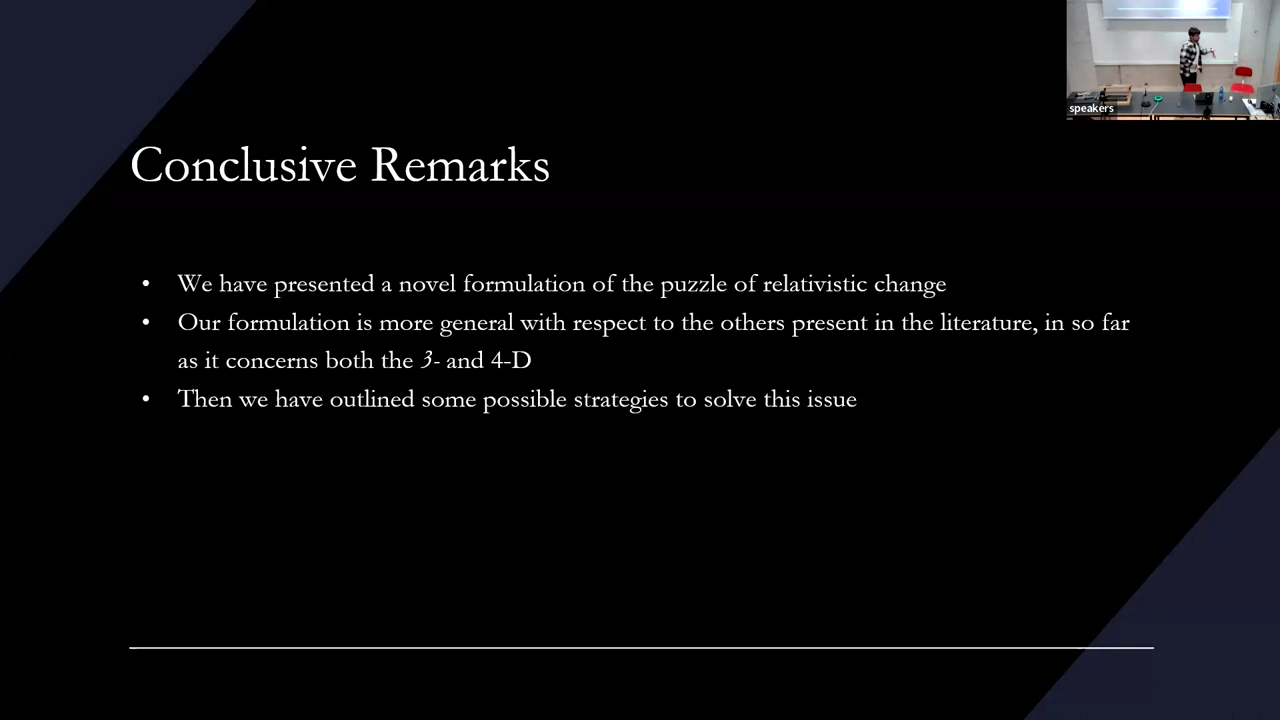 speakers
Conclusive Remarks
• We have presented a novel formulation of the puzzle of relativistic change
• Our formulation is more general with respect to the others present in the literature, in so far
as it concerns both the 3- and 4-D
• Then we have outlined some possible strategies to solve this issue